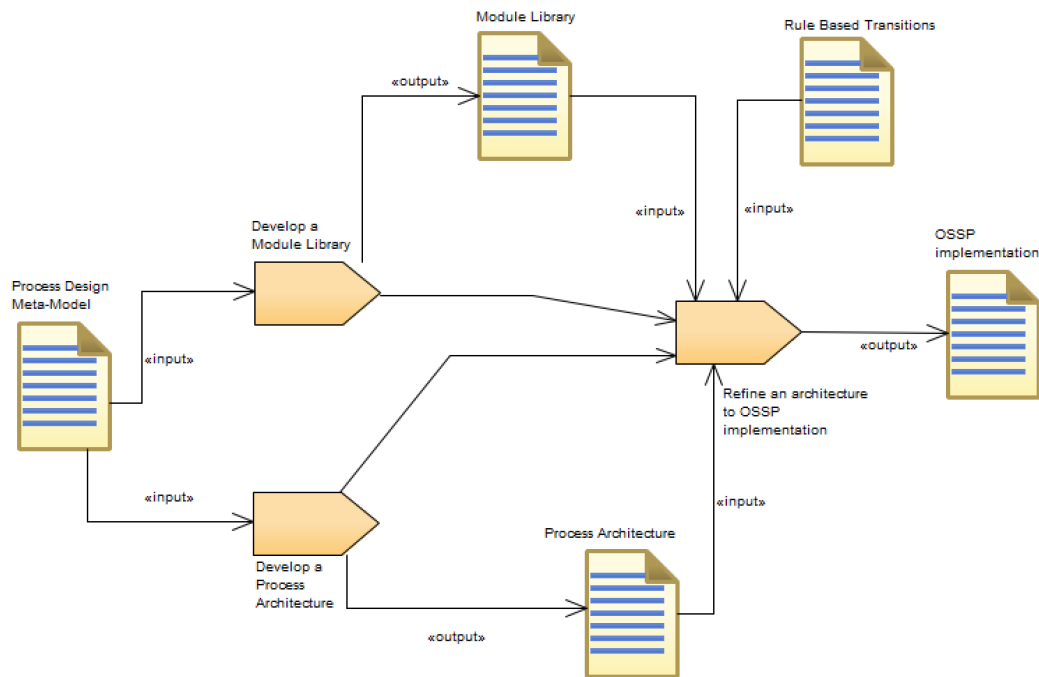 Module Library
Rule Based Transitions
«output»
«input»
«input»
Develop a
Module Library
OSSP
implementation
Process Design
Meta-Model
«input»
«output»
Refine an architecture
to OSSP
implementation
«input»
«input»
Process Architecture
Develop a
Process
Architecture
«output»